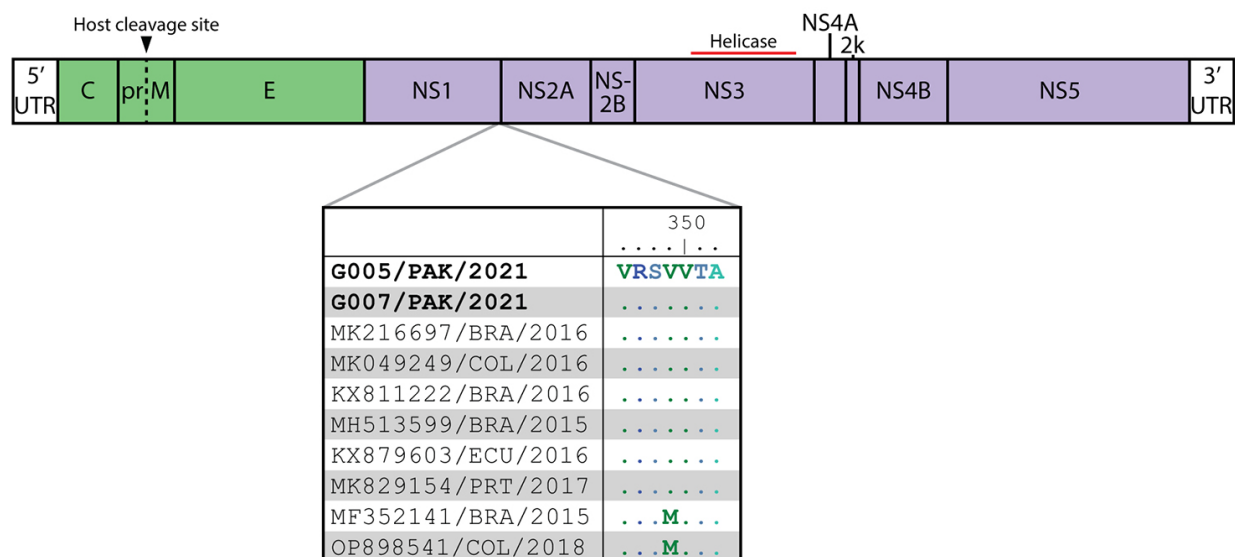 Host cleavage site
Helicase
NS4A
2k
5’ UTR
C
pr M
E
NS1
NS2A
NS-2B
NS3
NS4B
NS5
3’ UTR
350
. . . . | . .
G005/PAK/2021 VRSVVTA
G007/PAK/2021 . . . . . . .
MK216697/BRA/2016 . . . . . . .
MK049249/COL/2016 . . . . . . .
KX811222/BRA/2016 . . . . . . .
MH513599/BRA/2015 . . . . . . .
KX879603/ECU/2016 . . . . . . .
MK829154/PRT/2017 . . . . . . .
MF352141/BRA/2015 . . . M . . .
OP898541/COL/2018 . . . M . . .